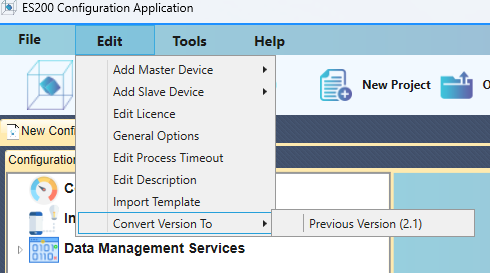 ES200 Configuration Application
File Edit Tools Help
Add Master Device
New Project
Add Slave Device
Edit Licence
General Options
New Conf
Edit Process Timeout
Configuration
Edit Description
Import Template
Convert Version To
Previous Version (2.1)
Data Management Services